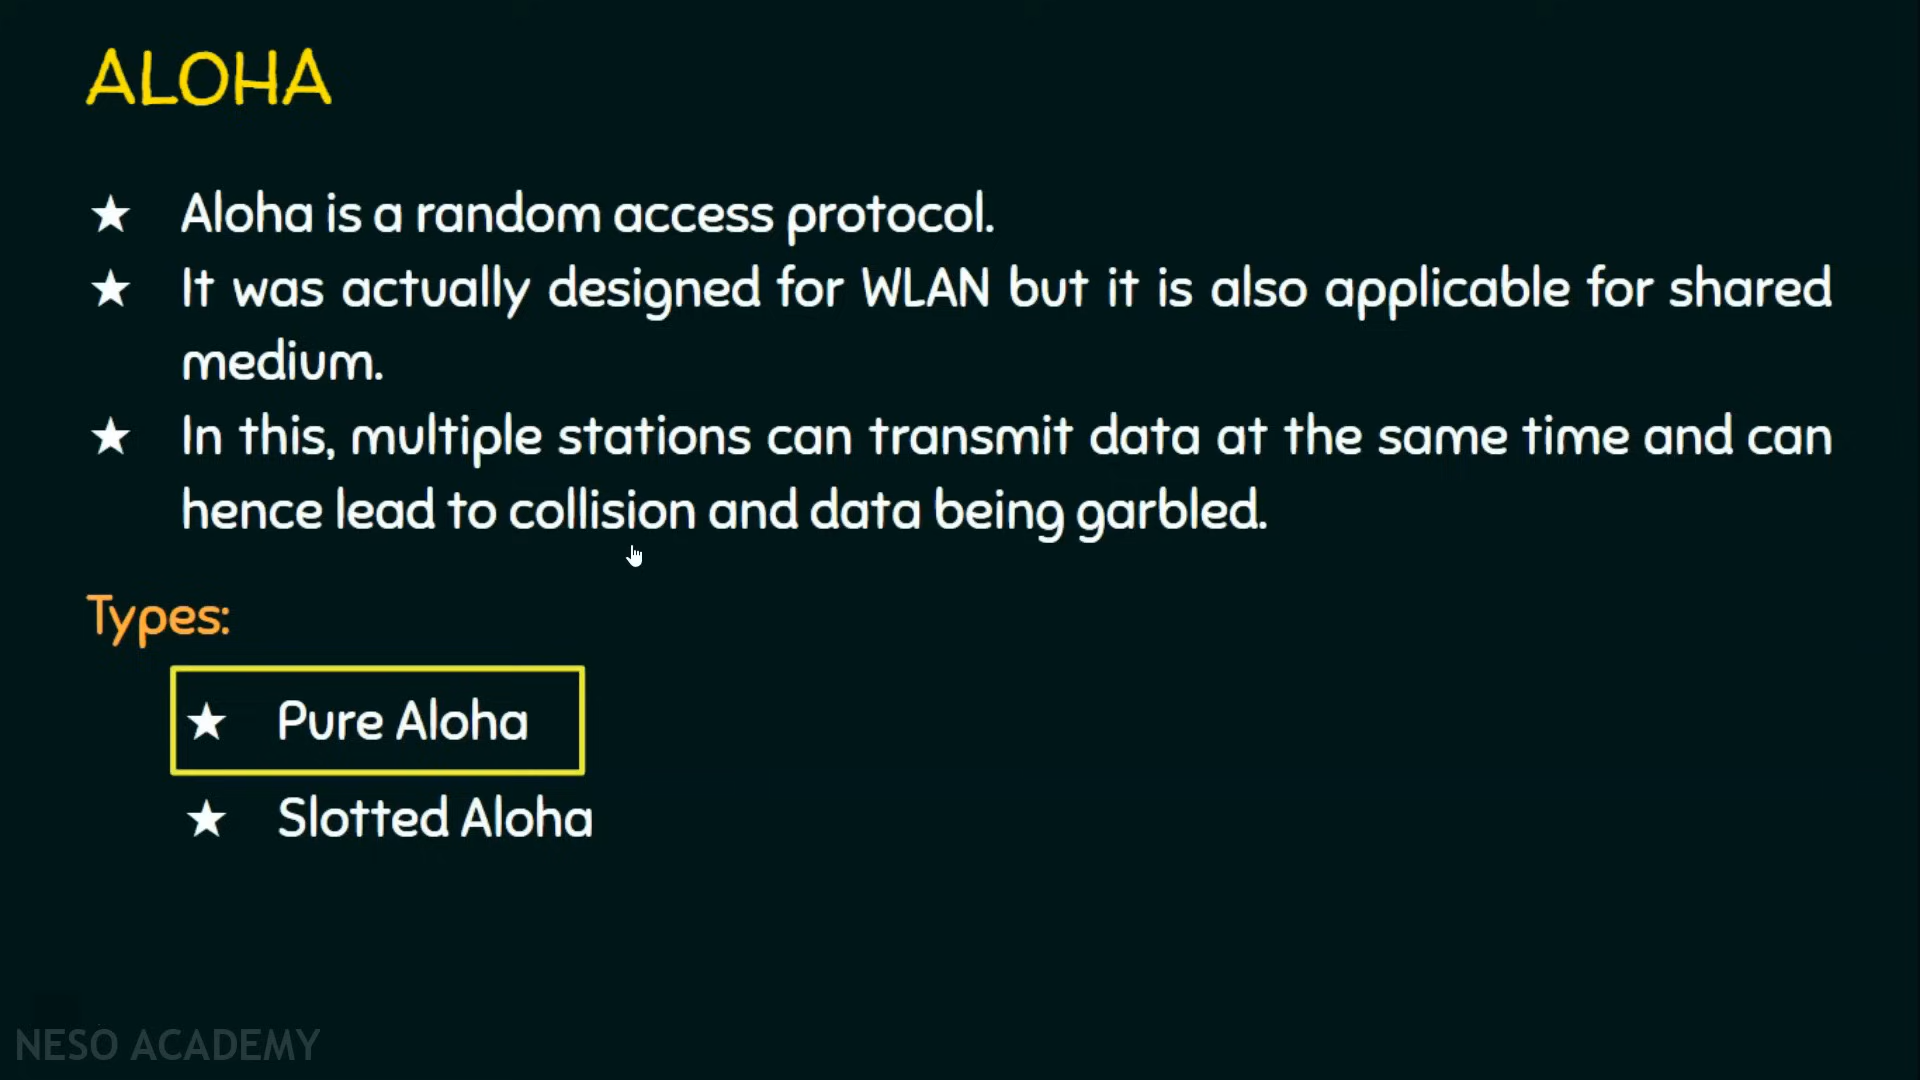 ALOHA
★ Aloha is a random access protocol.
★ It was actually designed for WLAN but it is also applicable for shared
medium.
★ In this, multiple stations can transmit data at the same time and can
hence lead to collision and data being garbled.
Types:
★ Pure Aloha
★ Slotted Aloha
NESO ACADEMY